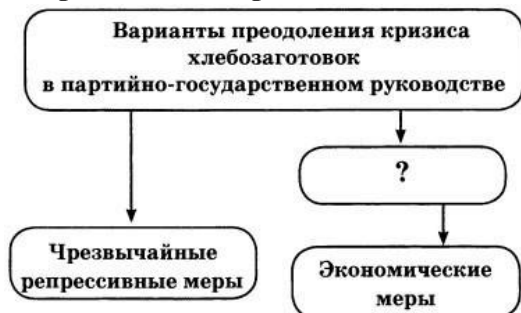 Варианты преодоления кризиса
хлебозаготовок
в партийно-государственном руководстве
?
Чрезвычайные
репрессивные меры
Экономические
меры